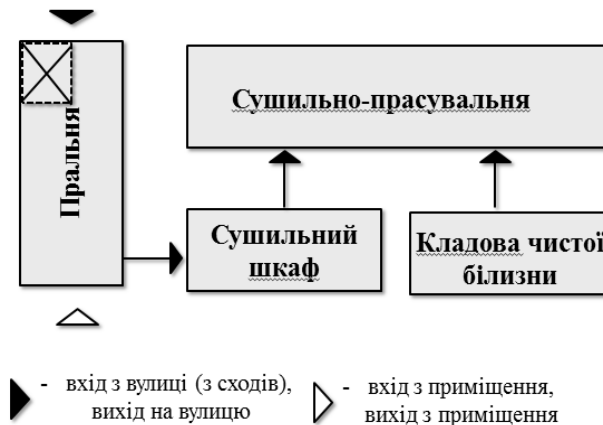 Пральня
Сушильно-прасувальня
Сушильний
шкаф
Кладова чистої
білизни
- вхід з вулиці (з сходів),
вихід на вулицю
- вхід з приміщення,
вихід з приміщення